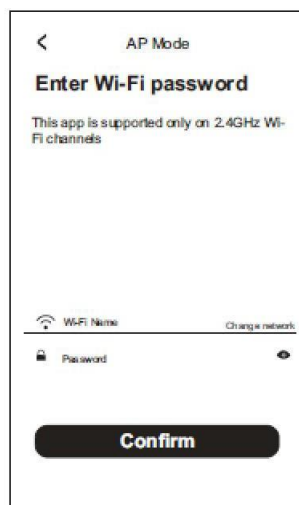 AP Mode
Enter Wi-Fi password
This app is supported only on 2.4GHz Wi-
Fi channels
Wi-Fi Name
Change network
Password
Confirm